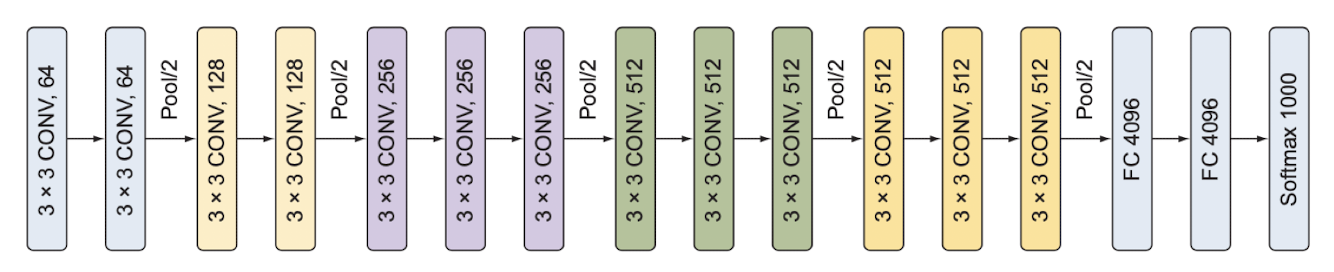 3 × 3 CONV, 64
3 × 3 CONV, 64
Pool/2
3 × 3 CONV, 128
3 × 3 CONV, 128
Pool/2
3 × 3 CONV, 256
3 × 3 CONV, 256
3 × 3 CONV, 256
Pool/2
3 × 3 CONV, 512
3 × 3 CONV, 512
3 × 3 CONV, 512
Pool/2
3 × 3 CONV, 512
3 × 3 CONV, 512
3 × 3 CONV, 512
Pool/2
FC 4096
FC 4096
Softmax 1000